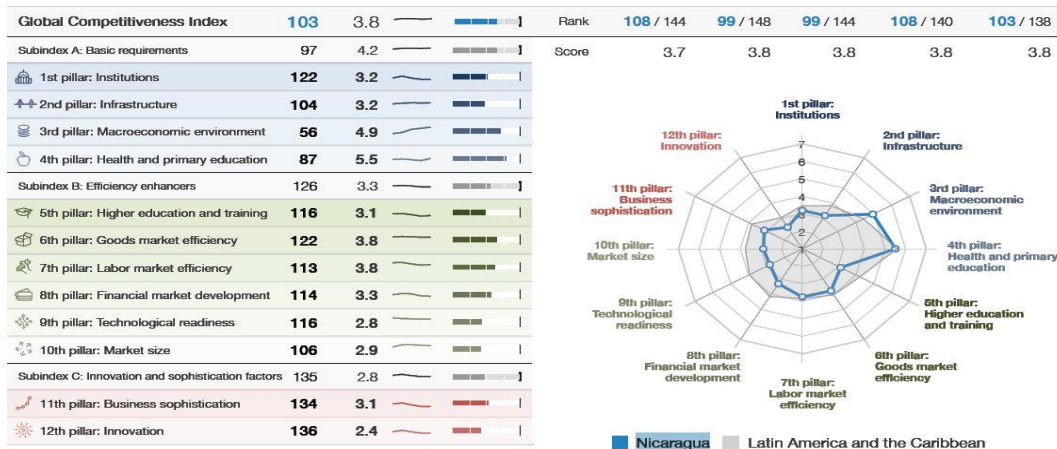 Global Competitiveness Index 103 3.8
Subindex A: Basic requirements 97 4.2
1st pillar: Institutions 122 3.2
2nd pillar: Infrastructure 104 3.2
3rd pillar: Macroeconomic environment 56 4.9
4th pillar: Health and primary education 87 5.5
Subindex B: Efficiency enhancers 126 3.3
5th pillar: Higher education and training 116 3.1
6th pillar: Goods market efficiency 122 3.8
7th pillar: Labor market efficiency 113 3.8
8th pillar: Financial market development 114 3.3
9th pillar: Technological readiness 116 2.8
10th pillar: Market size 106 2.9
Subindex C: Innovation and sophistication factors 135 2.8
11th pillar: Business sophistication 134 3.1
12th pillar: Innovation 136 2.4
Rank 108 / 144 99 / 148 99 / 144 108 / 140 103 / 138
Score 3.7 3.8 3.8 3.8 3.8
1st pillar:
Institutions
2nd pillar:
Infrastructure
3rd pillar:
Macroeconomic
environment
4th pillar:
Health and primary
education
5th pillar:
Higher education
and training
6th pillar:
Goods market
efficiency
7th pillar:
Labor market
efficiency
8th pillar:
Financial market
development
9th pillar:
Technological
readiness
10th pillar:
Market size
11th pillar:
Business
sophistication
12th pillar:
Innovation
7
6
5
4
3
2
1
Nicaragua Latin America and the Caribbean